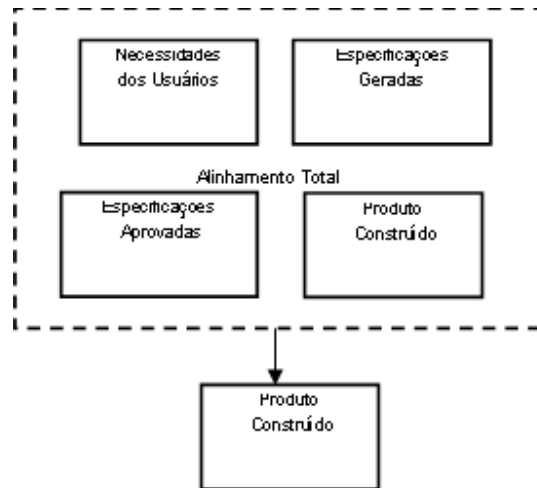 Necessidades
dos Usuários
Especificações
Geradas
Alinhamento Total
Especificações
Aprovadas
Produto
Construído
Produto
Construído